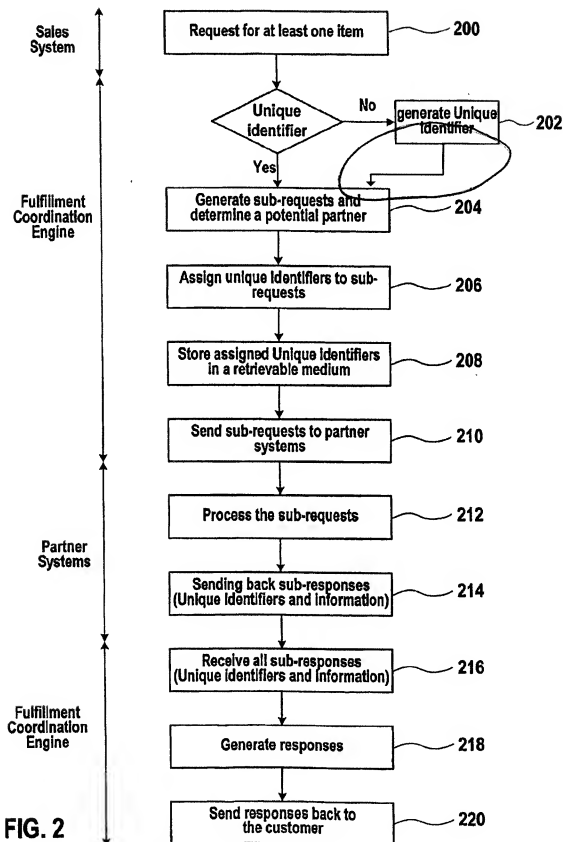 Sales
System
Request for at least one item
200
Unique
identifier
No
generate Unique
identifier
202
Yes
Fulfillment
Coordination
Engine
Generate sub-requests and
determine a potential partner
204
Assign unique identifiers to sub-
requests
206
Store assigned Unique Identifiers
in a retrievable medium
208
Send sub-requests to partner
systems
210
Partner
Systems
Process the sub-requests
212
Sending back sub-responses
(Unique Identifiers and information)
214
Receive all sub-responses
(Unique identifiers and information)
216
Fulfillment
Coordination
Engine
Generate responses
218
Send responses back to
the customer
220
FIG. 2